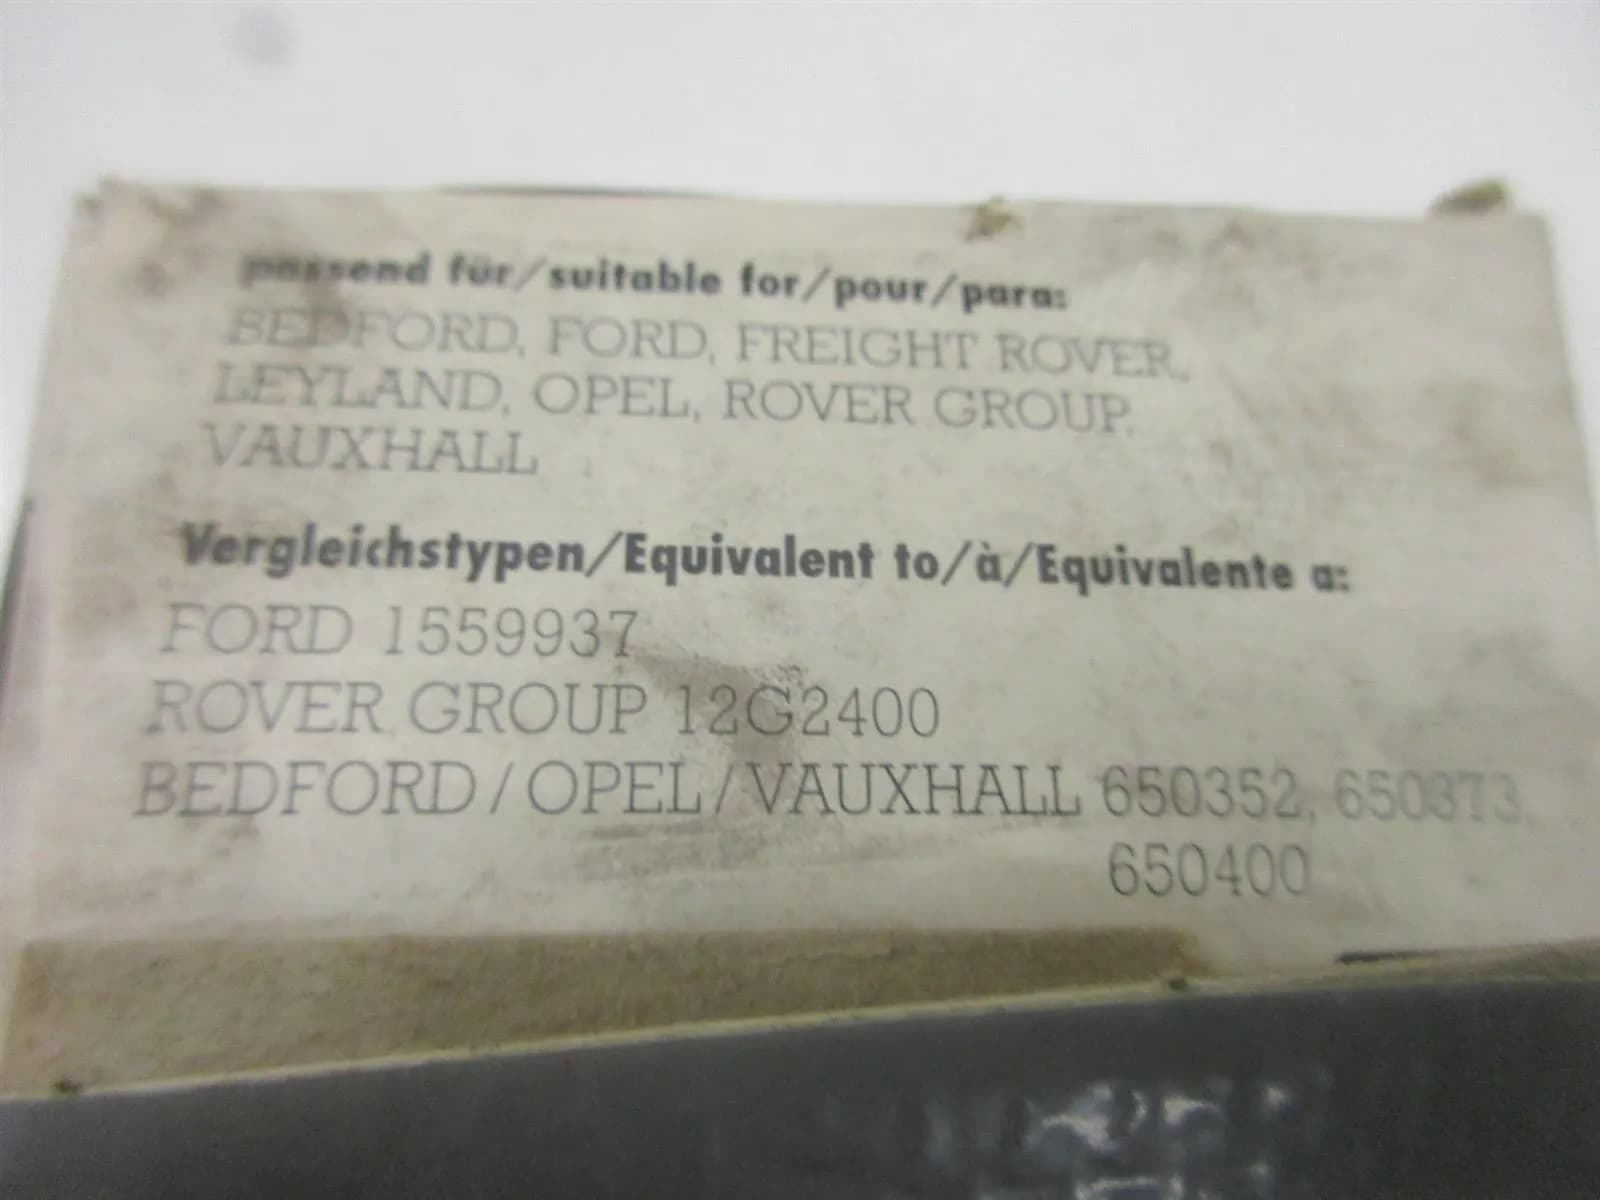 passend für/suitable for/pour/para:
BEDFORD, FORD, FREIGHT ROVER,
LEYLAND, OPEL, ROVER GROUP,
VAUXHALL
Vergleichstypen/Equivalent to/à/Equivalente a:
FORD 1559937
ROVER GROUP 12G2400
BEDFORD/OPEL/VAUXHALL 650352, 650373,
650400